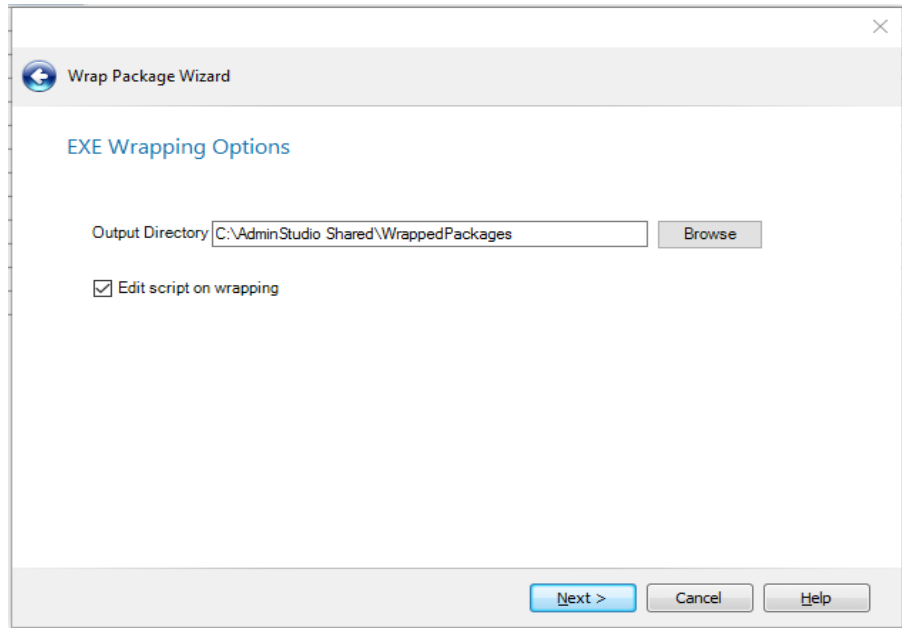 Wrap Package Wizard
EXE Wrapping Options
Output Directory C:\AdminStudio Shared\WrappedPackages Browse
Edit script on wrapping
Next > Cancel Help